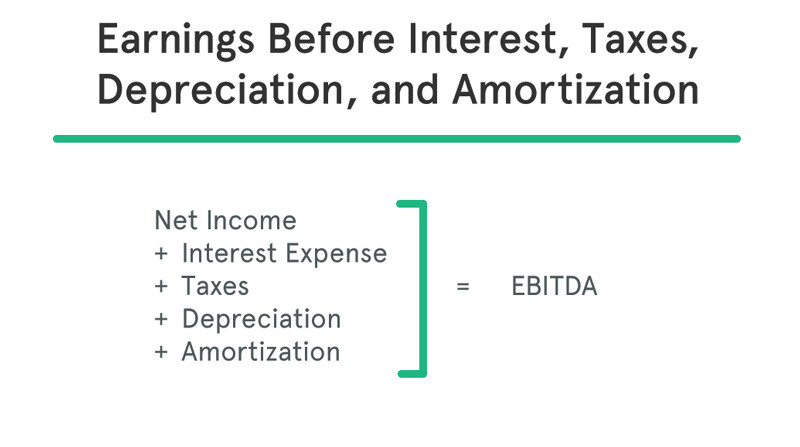 Earnings Before Interest, Taxes,
Depreciation, and Amortization
Net Income
+ Interest Expense
+ Taxes
+ Depreciation
+ Amortization
= EBITDA